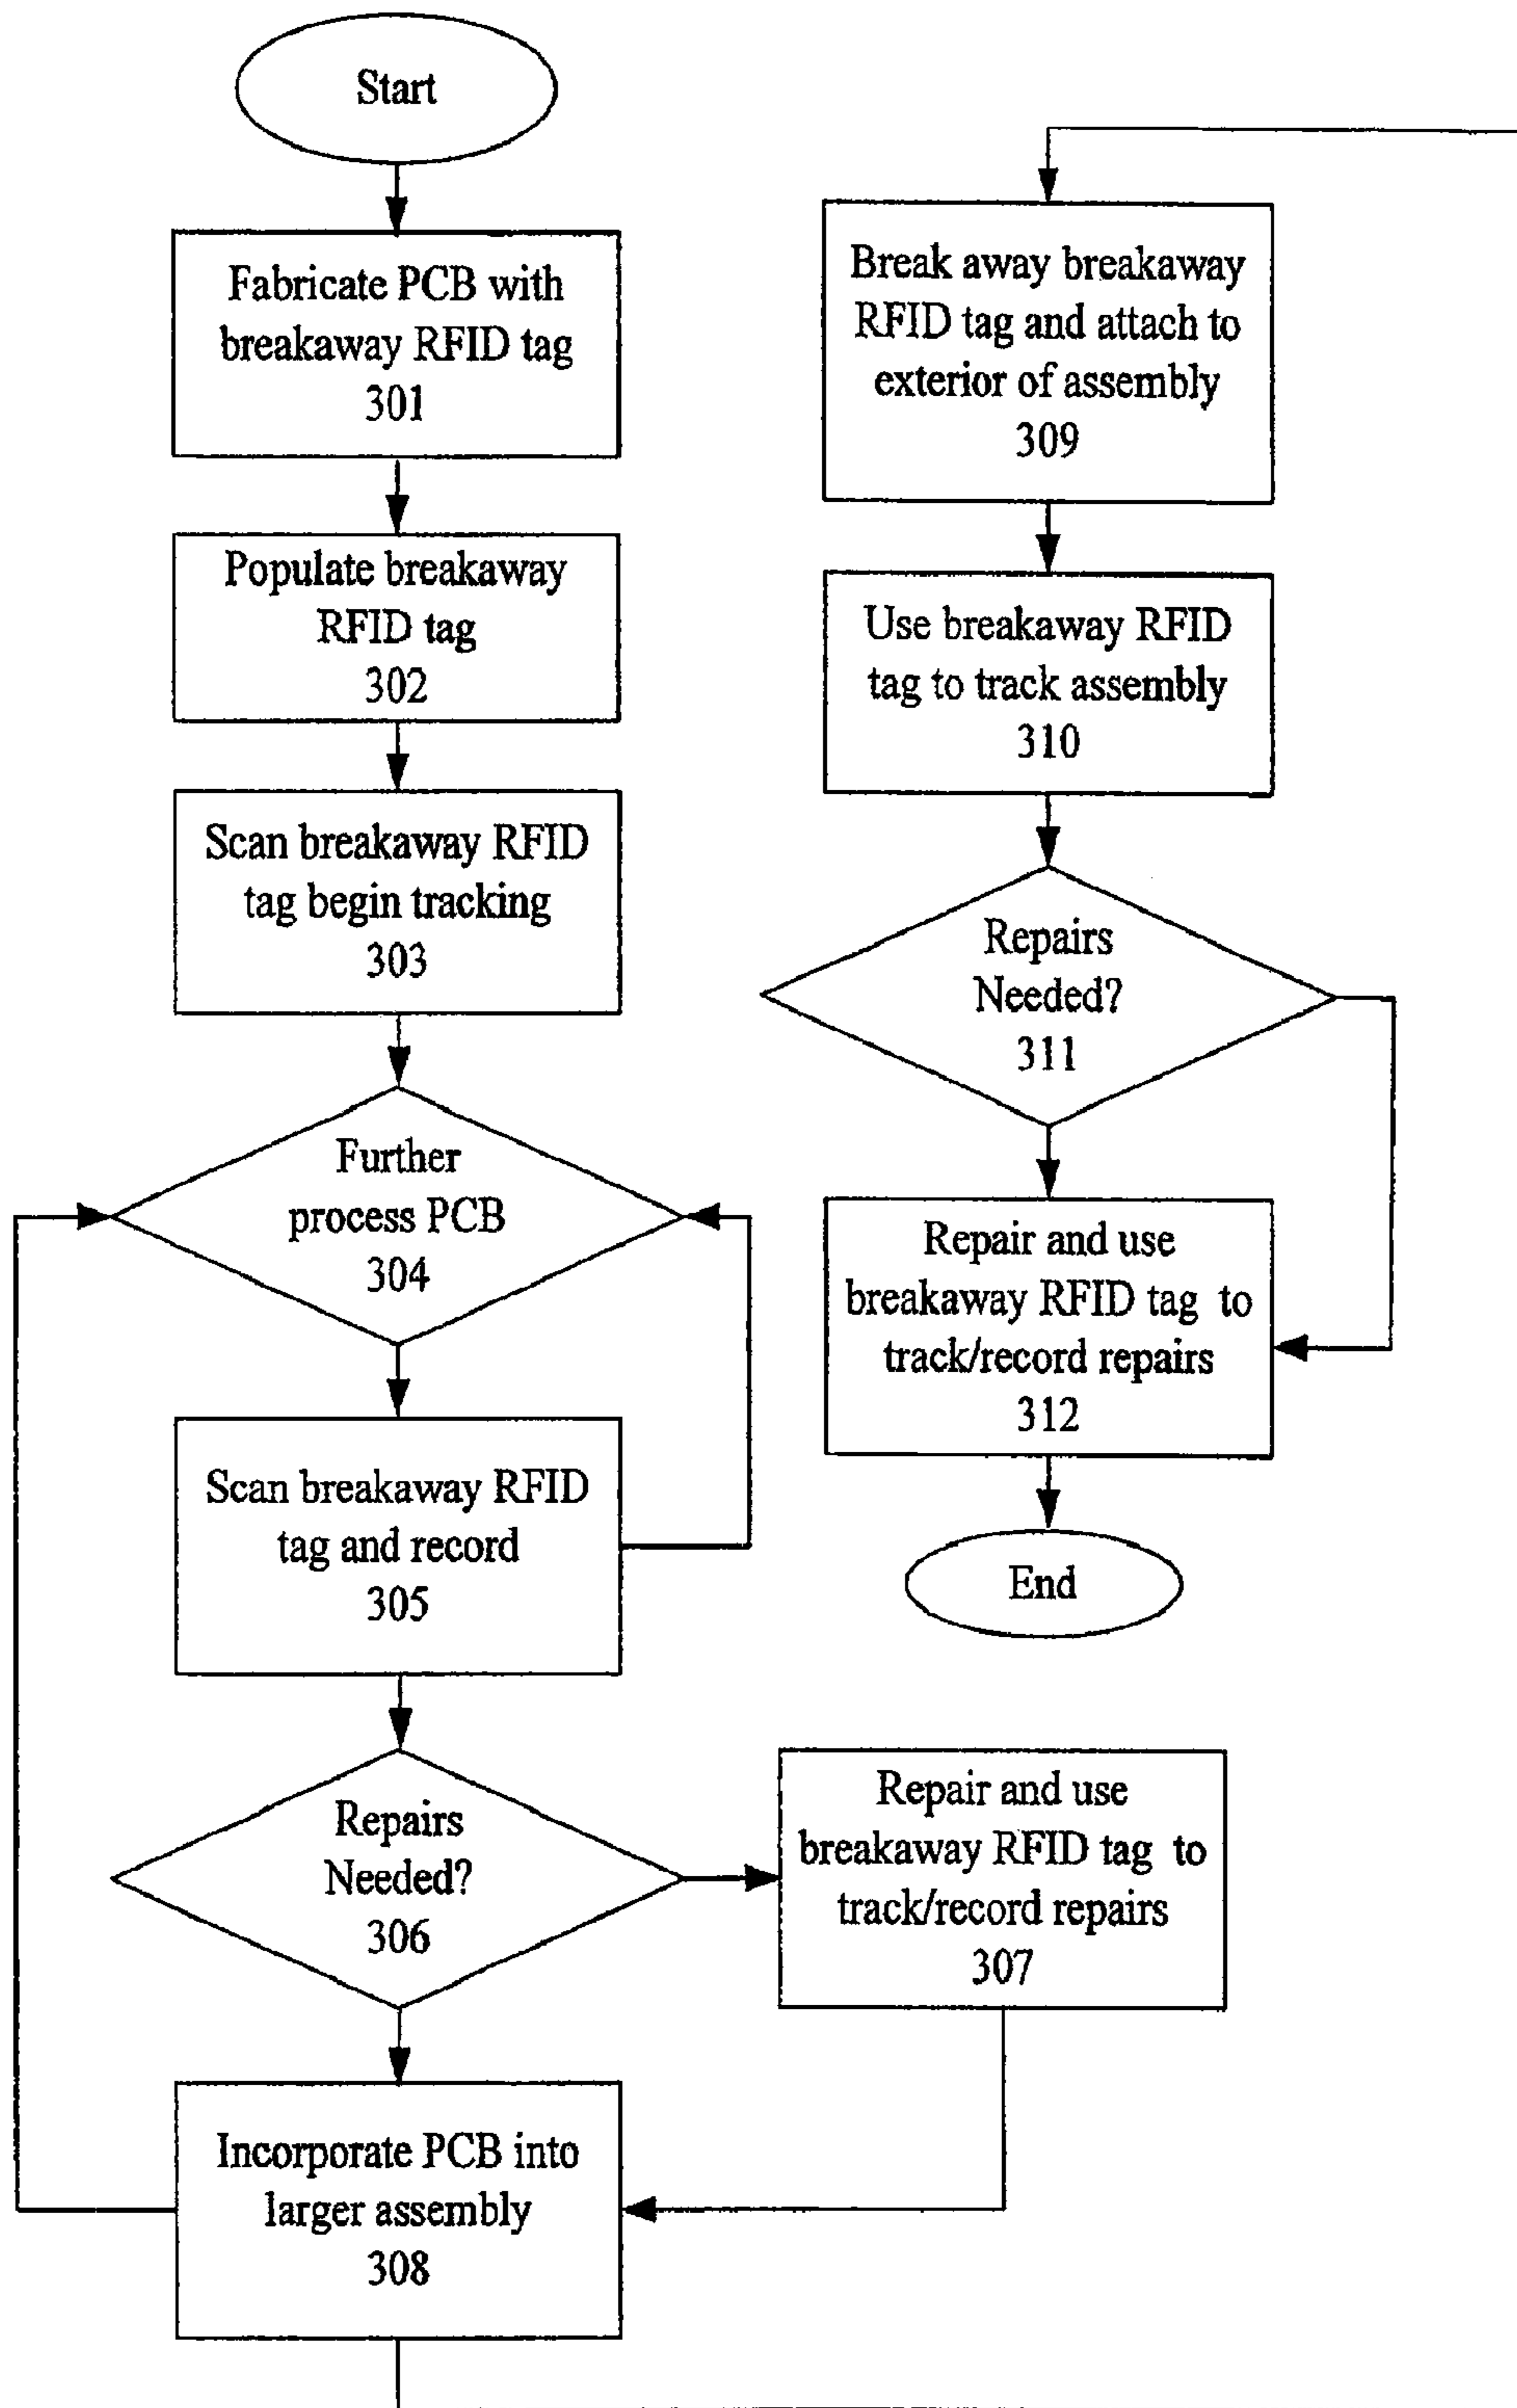 Start
Fabricate PCB with
breakaway RFID tag
301
Populate breakaway
RFID tag
302
Scan breakaway RFID
tag begin tracking
303
Further
process PCB
304
Scan breakaway RFID
tag and record
305
Repairs
Needed?
306
Repair and use
breakaway RFID tag to
track/record repairs
307
Incorporate PCB into
larger assembly
308
Break away breakaway
RFID tag and attach to
exterior of assembly
309
Use breakaway RFID
tag to track assembly
310
Repairs
Needed?
311
Repair and use
breakaway RFID tag to
track/record repairs
312
End